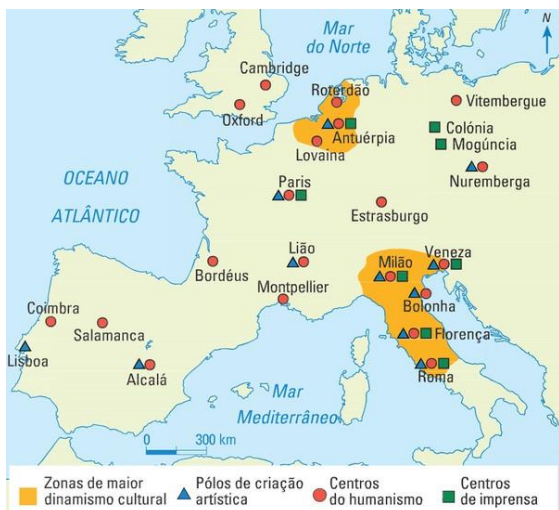 Mar
do Norte
N
Cambridge
Oxford
Roterdão
Antuérpia
Lovaina
Vitembergue
Colónia
Mogúncia
Nuremberga
OCEANO
ATLÂNTICO
Paris
Estrasburgo
Lião
Bordéus
Montpellier
Milão
Veneza
Bolonha
Florença
Roma
Coimbra
Salamanca
Lisboa
Alcalá
Mar
Mediterrâneo
0 300 km
Zonas de maior
dinamismo cultural
Pólos de criação
artística
Centros
do humanismo
Centros
de imprensa